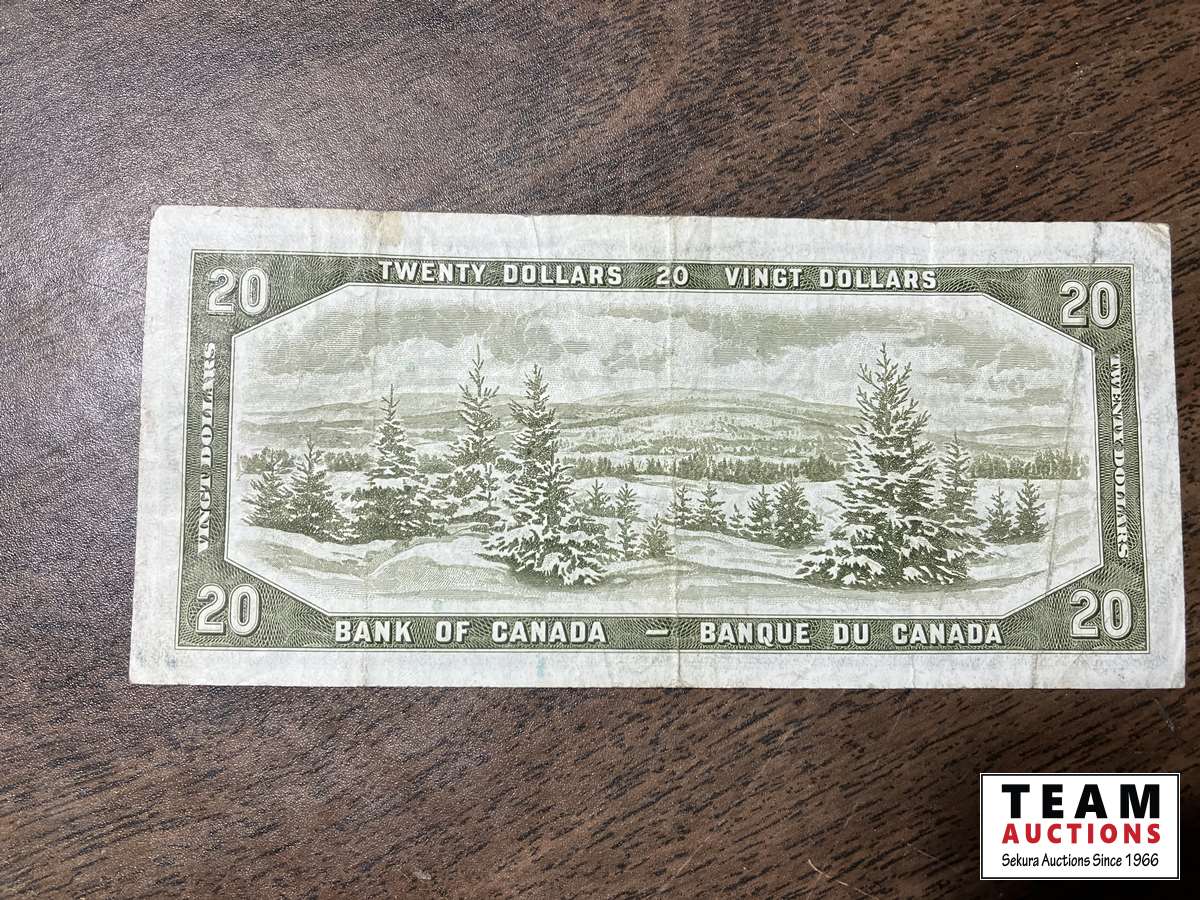 TWENTY DOLLARS 20 VINGT DOLLARS
20
20
VINGT DOLLARS
TWENTY DOLLARS
20
20
BANK OF CANADA — BANQUE DU CANADA
TEAM
AUCTIONS
Sekura Auctions Since 1966